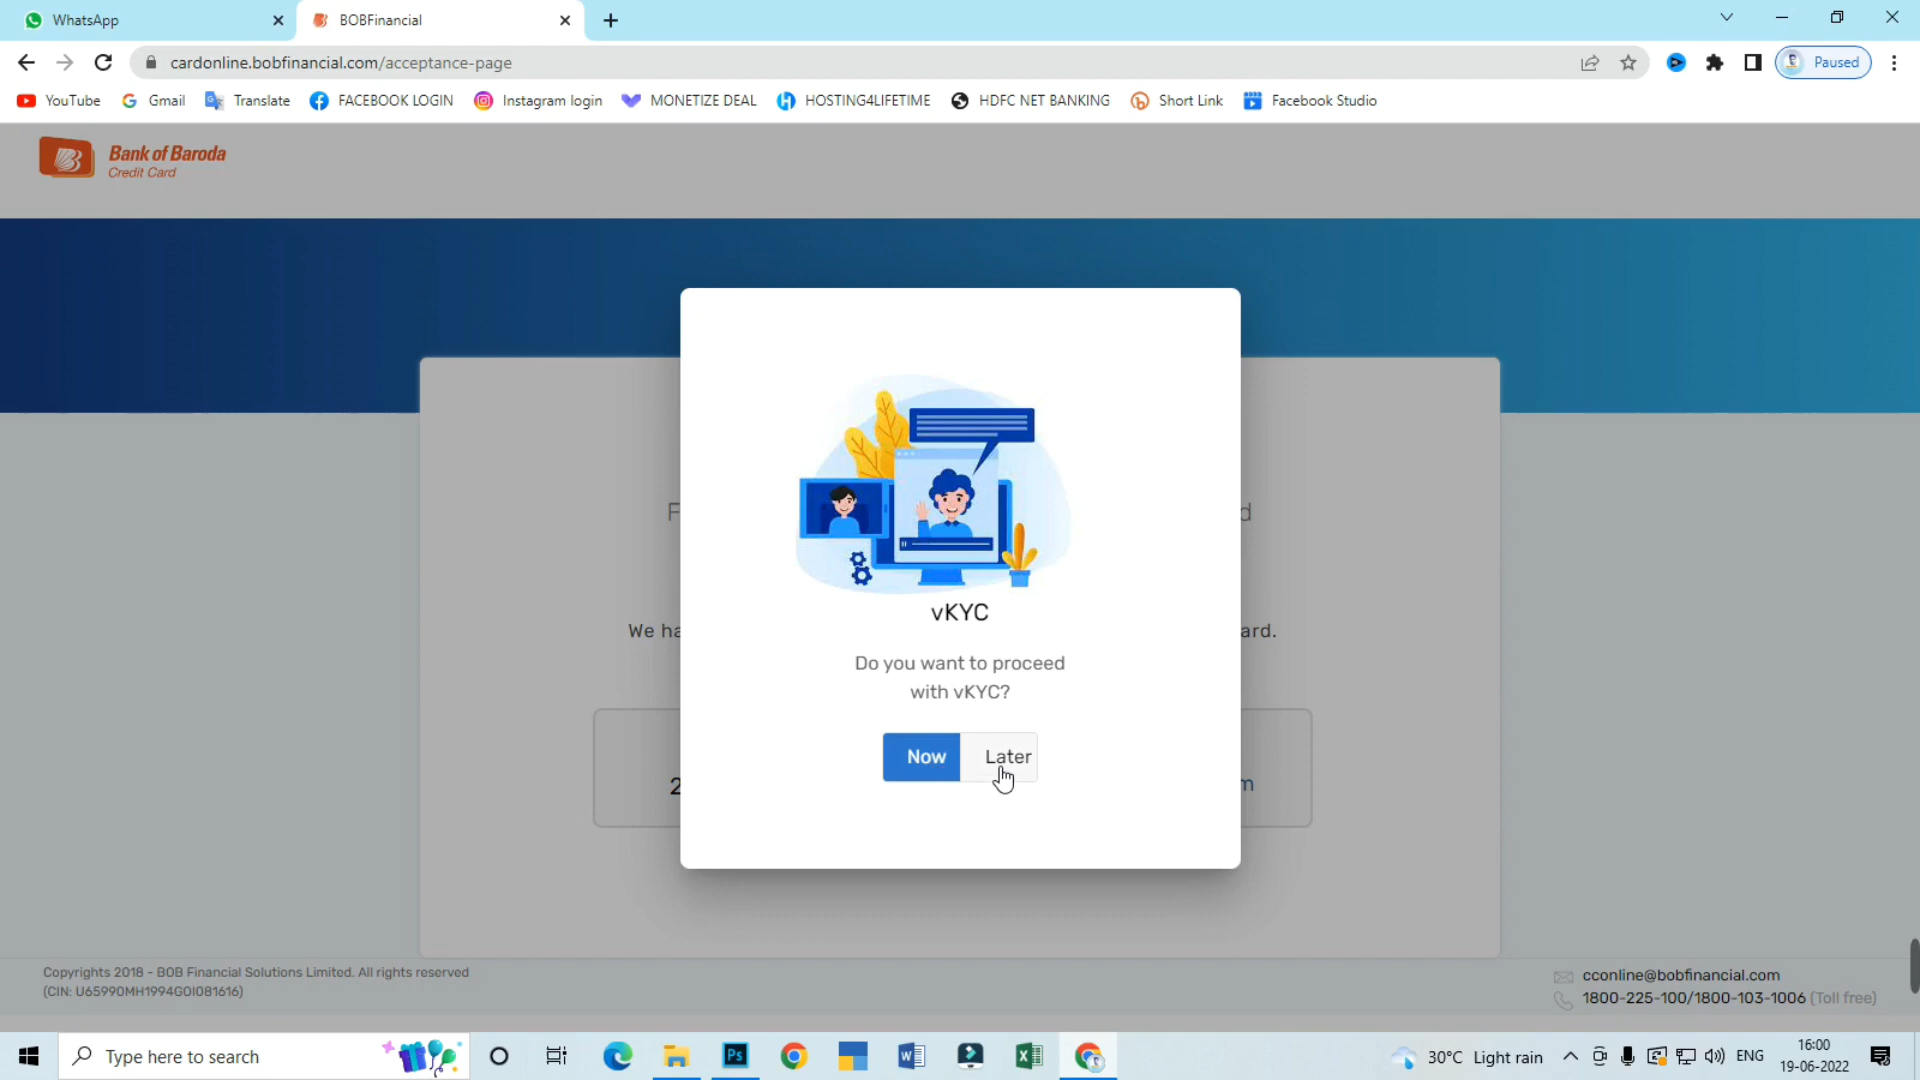 WhatsApp
BOBFinancial
cardonline.bobfinancial.com/acceptance-page
Paused
YouTube
Gmail
Translate
FACEBOOK LOGIN
Instagram login
MONETIZE DEAL
HOSTING4LIFETIME
HDFC NET BANKING
Short Link
Facebook Studio
Bank of Baroda
Credit Card
We ha
ard.
vKYC
Do you want to proceed
with vKYC?
Now
Later
Copyrights 2018 - BOB Financial Solutions Limited. All rights reserved
(CIN: U65990MH1994GOI081616)
cconline@bobfinancial.com
1800-225-100/1800-103-1006 (Toll free)
Type here to search
Ps
30°C Light rain
ENG
16:00
19-06-2022